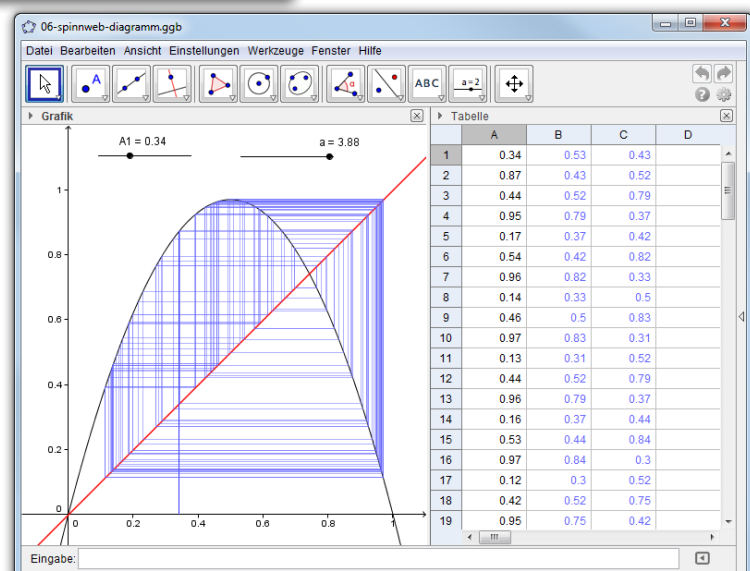 06-spinnweb-diagramm.ggb
Datei Bearbeiten Ansicht Einstellungen Werkzeuge Fenster Hilfe
A α ABC a=2
Grafik
A1 = 0.34 a = 3.88
1
0.8
0.6
0.4
0.2
0
0 0.2 0.4 0.6 0.8 1
Tabelle
A B C D
1 0.34 0.53 0.43
2 0.87 0.43 0.52
3 0.44 0.52 0.79
4 0.95 0.79 0.37
5 0.17 0.37 0.42
6 0.54 0.42 0.82
7 0.96 0.82 0.33
8 0.14 0.33 0.5
9 0.46 0.5 0.83
10 0.97 0.83 0.31
11 0.13 0.31 0.52
12 0.44 0.52 0.79
13 0.96 0.79 0.37
14 0.16 0.37 0.44
15 0.53 0.44 0.84
16 0.97 0.84 0.3
17 0.12 0.3 0.52
18 0.42 0.52 0.75
19 0.95 0.75 0.42
Eingabe: